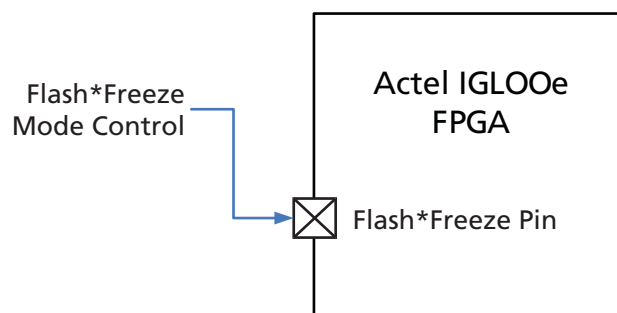 Flash*Freeze
Mode Control
Actel IGLOOe
FPGA
Flash*Freeze Pin